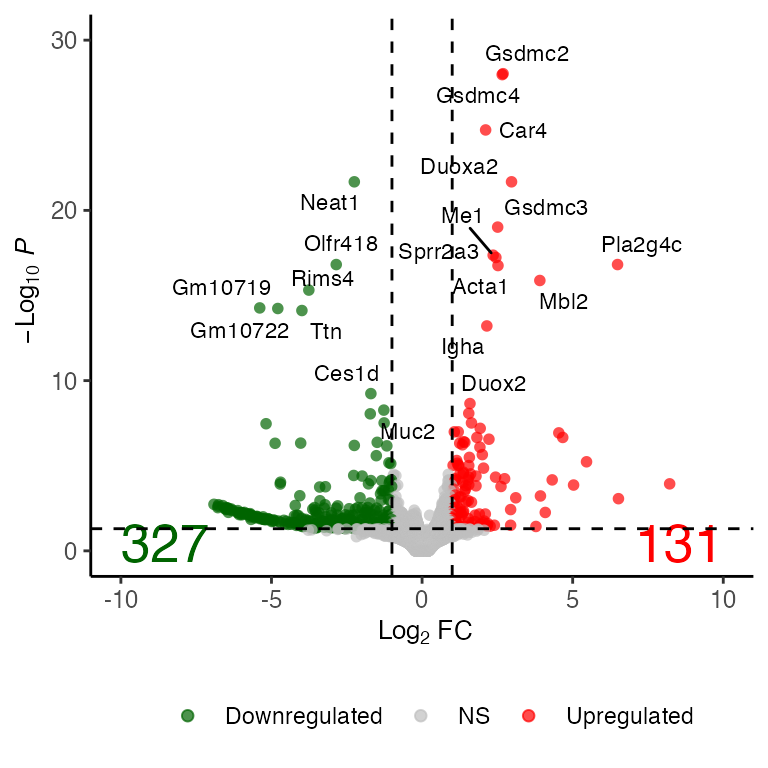 30
20
10
0
−Log10 P
Gsdmc2
Gsdmc4
Car4
Duoxa2
Neat1
Gsdmc3
Me1
Olfr418
Sprr2a3
Pla2g4c
Rims4
Gm10719
Acta1
Mbl2
Gm10722
Ttn
Igha
Ces1d
Duox2
Muc2
327
131
-10
-5
0
5
10
Log2 FC
Downregulated
NS
Upregulated